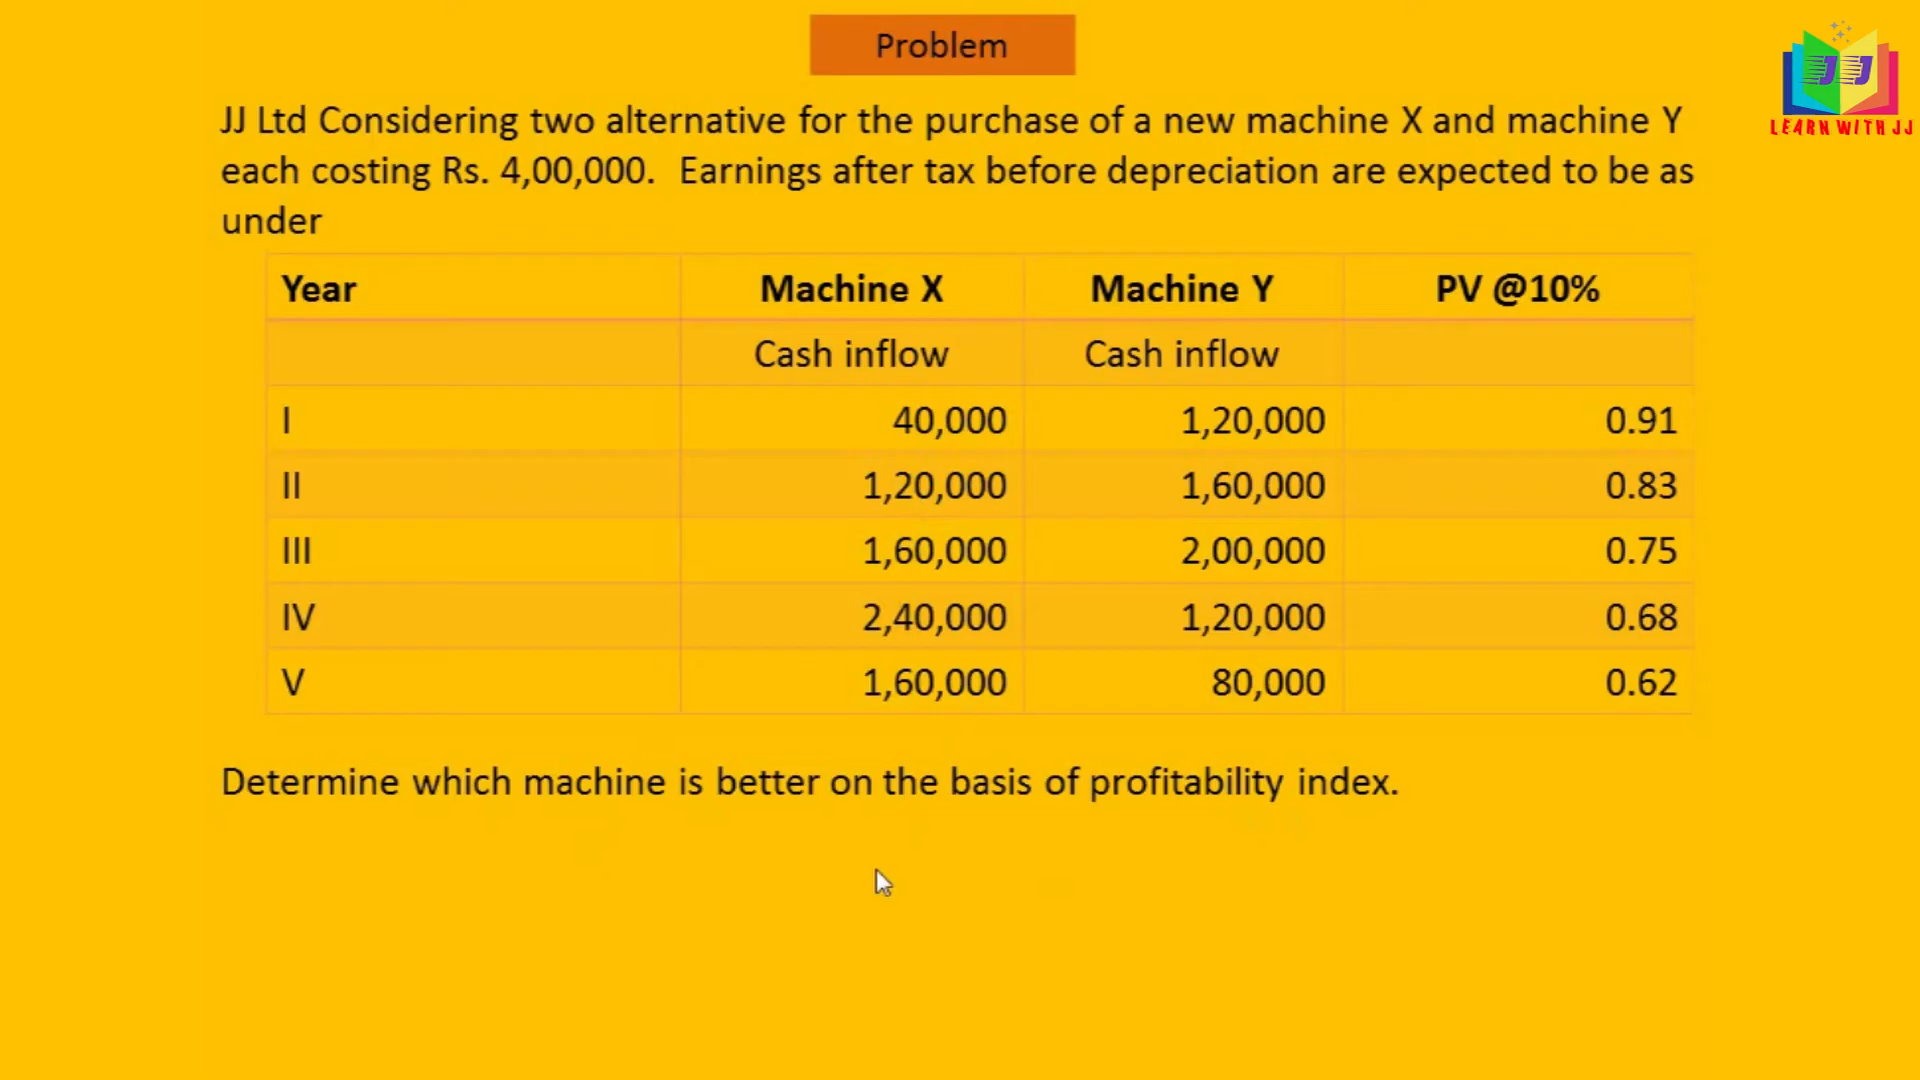 Problem
LEARN WITH JJ
JJ Ltd Considering two alternative for the purchase of a new machine X and machine Y
each costing Rs. 4,00,000. Earnings after tax before depreciation are expected to be as
under
Year Machine X Machine Y PV @10%
Cash inflow Cash inflow
I 40,000 1,20,000 0.91
II 1,20,000 1,60,000 0.83
III 1,60,000 2,00,000 0.75
IV 2,40,000 1,20,000 0.68
V 1,60,000 80,000 0.62
Determine which machine is better on the basis of profitability index.